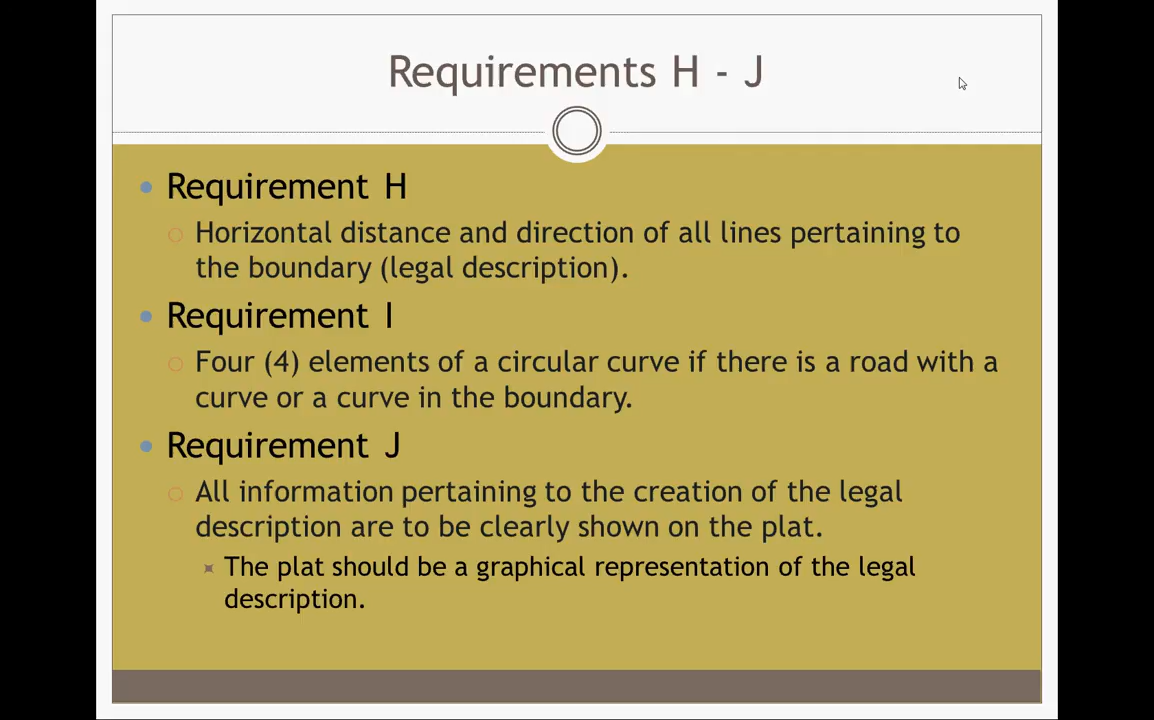 Requirements H - J
Requirement H
Horizontal distance and direction of all lines pertaining to
the boundary (legal description).
Requirement I
Four (4) elements of a circular curve if there is a road with a
curve or a curve in the boundary.
Requirement J
All information pertaining to the creation of the legal
description are to be clearly shown on the plat.
The plat should be a graphical representation of the legal
description.